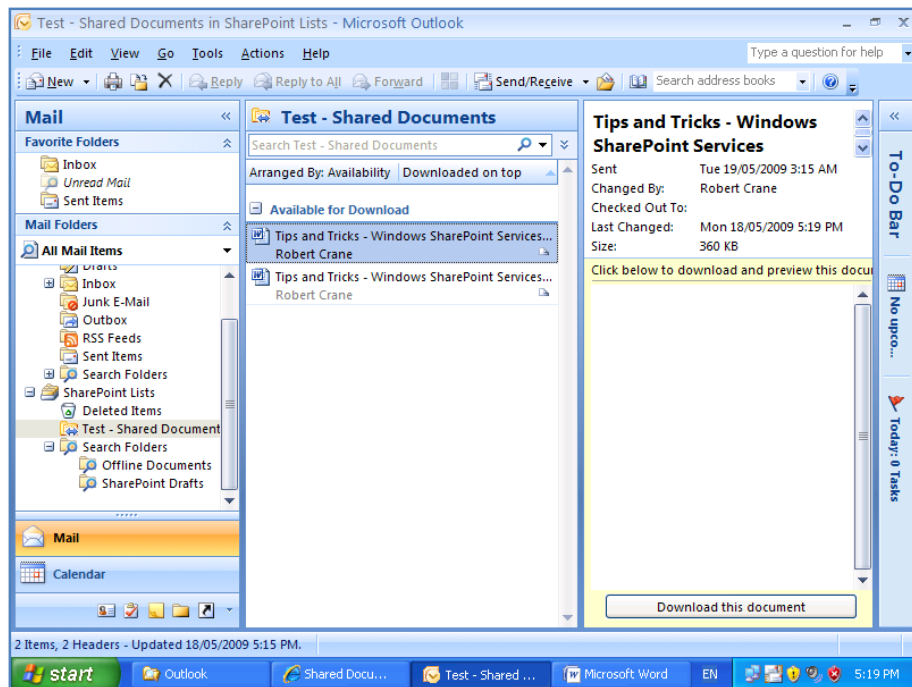 Test - Shared Documents in SharePoint Lists - Microsoft Outlook
File Edit View Go Tools Actions Help
Type a question for help
New Reply Reply to All Forward Send/Receive Search address books
Mail
Favorite Folders
Inbox
Unread Mail
Sent Items
Mail Folders
All Mail Items
Drafts
Inbox
Junk E-Mail
Outbox
RSS Feeds
Sent Items
Search Folders
SharePoint Lists
Deleted Items
Test - Shared Document
Search Folders
Offline Documents
SharePoint Drafts
Mail
Calendar
Test - Shared Documents
Search Test - Shared Documents
Arranged By: Availability Downloaded on top
Available for Download
Tips and Tricks - Windows SharePoint Services...
Robert Crane
Tips and Tricks - Windows SharePoint Services...
Robert Crane
Tips and Tricks - Windows
SharePoint Services
Sent Tue 19/05/2009 3:15 AM
Changed By: Robert Crane
Checked Out To:
Last Changed: Mon 18/05/2009 5:19 PM
Size: 360 KB
Click below to download and preview this docu
Download this document
To-Do Bar
No upco...
Today: 0 Tasks
2 Items, 2 Headers - Updated 18/05/2009 5:15 PM.
start Outlook Shared Docu... Test - Shared ... Microsoft Word EN 5:19 PM